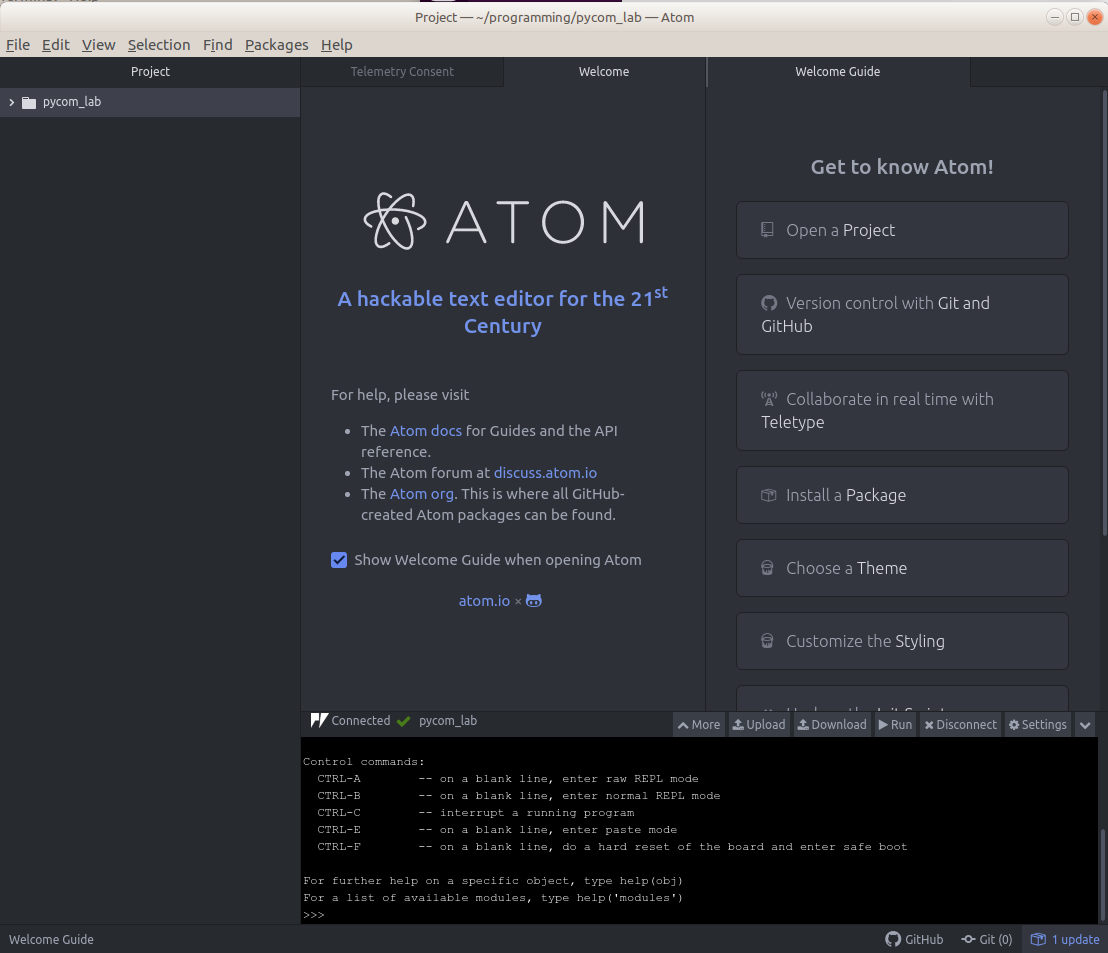 Project — ~/programming/pycom_lab — Atom
File Edit View Selection Find Packages Help
Project
pycom_lab
Telemetry Consent
Welcome
Welcome Guide
ATOM
A hackable text editor for the 21st
Century
For help, please visit
• The Atom docs for Guides and the API
reference.
• The Atom forum at discuss.atom.io
• The Atom org. This is where all GitHub-
created Atom packages can be found.
Show Welcome Guide when opening Atom
atom.io ×
Get to know Atom!
Open a Project
Version control with Git and
GitHub
Collaborate in real time with
Teletype
Install a Package
Choose a Theme
Customize the Styling
Connected pycom_lab
More Upload Download Run Disconnect Settings
Control commands:
CTRL-A -- on a blank line, enter raw REPL mode
CTRL-B -- on a blank line, enter normal REPL mode
CTRL-C -- interrupt a running program
CTRL-E -- on a blank line, enter paste mode
CTRL-F -- on a blank line, do a hard reset of the board and enter safe boot
For further help on a specific object, type help(obj)
For a list of available modules, type help('modules')
>>>
Welcome Guide
GitHub Git (0) 1 update